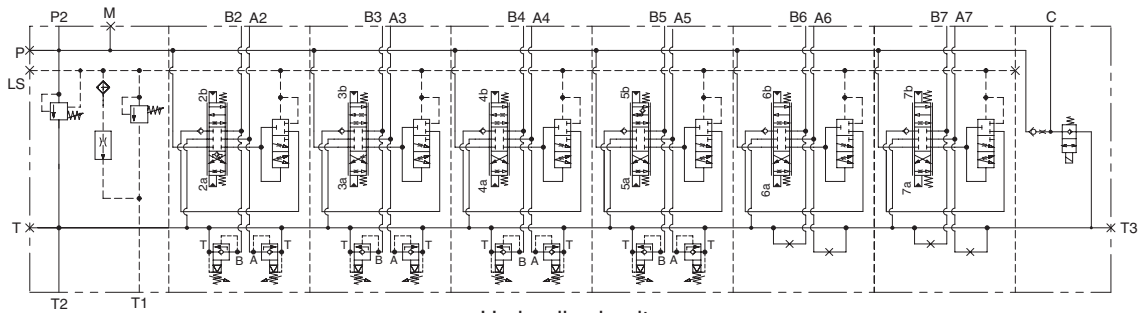 P2 M B2 A2 B3 A3 B4 A4 B5 A5 B6 A6 B7 A7 C
P
LS
2b 3b 4b 5b 6b 7b
2a 3a 4a 5a 6a 7a
T T3
T T T T T T T T
B A B A B A B A
T2 T1